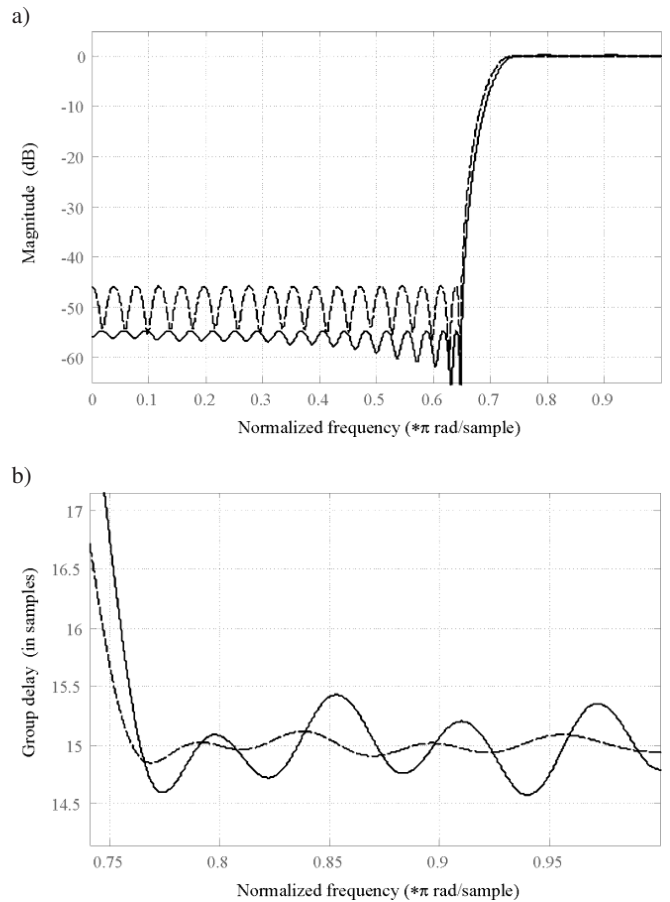 a)
Magnitude (dB)
0
-10
-20
-30
-40
-50
-60
0 0.1 0.2 0.3 0.4 0.5 0.6 0.7 0.8 0.9
Normalized frequency (*π rad/sample)
b)
Group delay (in samples)
17
16.5
16
15.5
15
14.5
0.75 0.8 0.85 0.9 0.95
Normalized frequency (*π rad/sample)